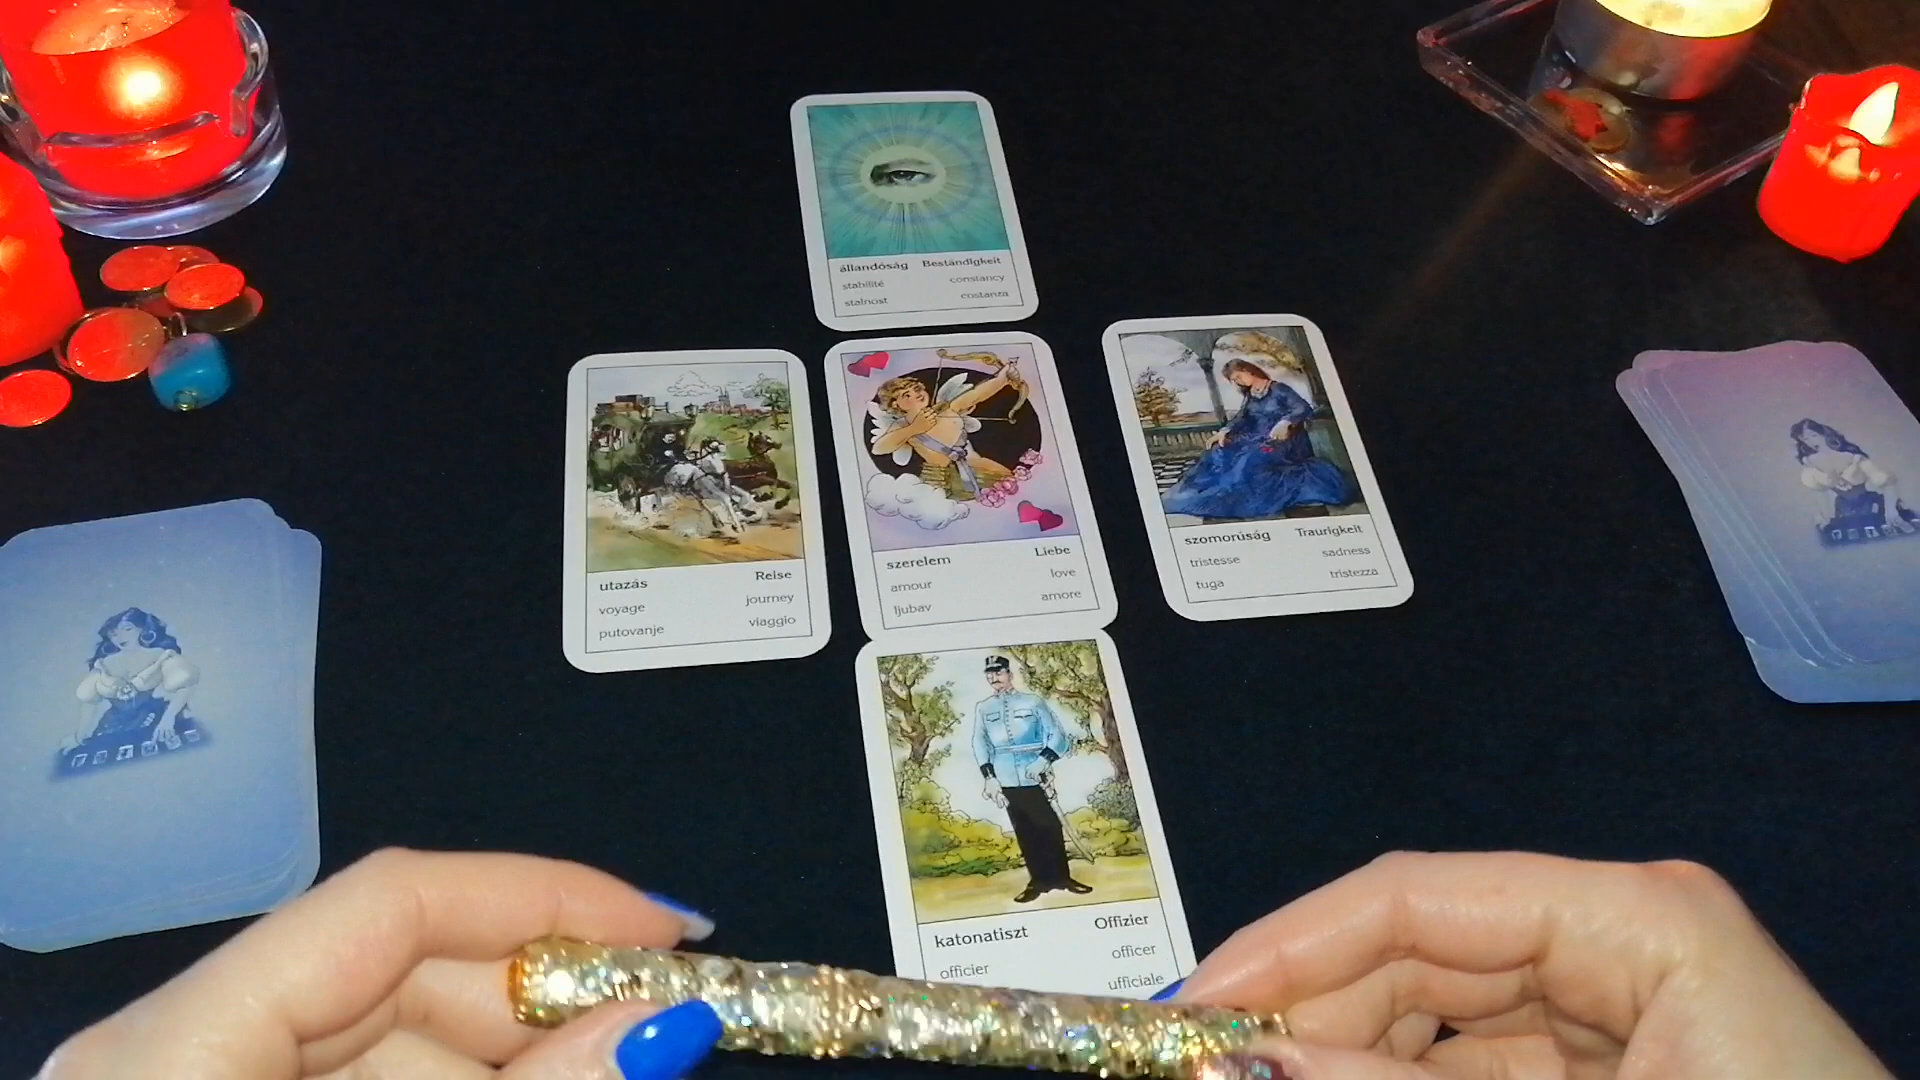 állandóság Beständigkeit
stabilité constancy
stalnost costanza
utazás Reise
voyage journey
putovanje viaggio
szerelem Liebe
amour love
ljubav amore
szomorúság Traurigkeit
tristesse sadness
tuga tristezza
katonatiszt Offizier
officier officer
ufficiale